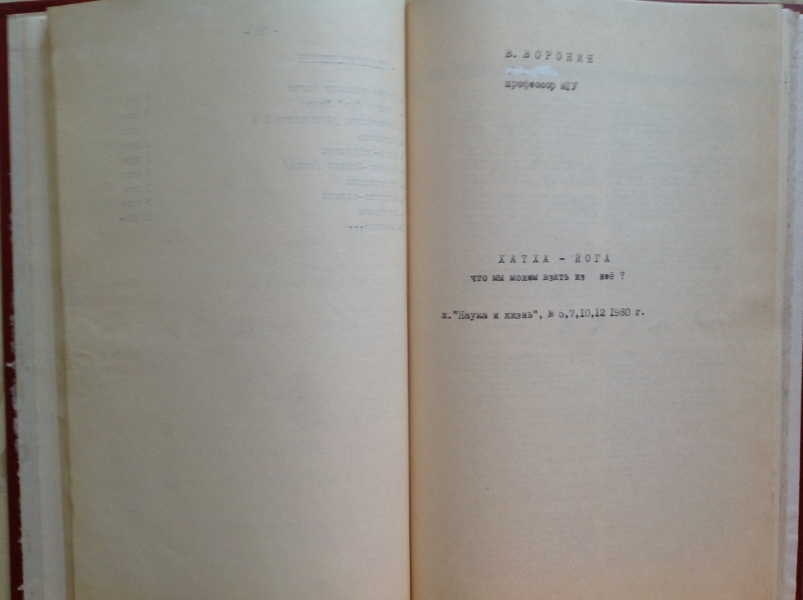 В. ВОРОНИН
профессор МГУ
ХАТХА - ЙОГА
что мы можем взять из неё ?
ж. "Наука и жизнь", № 5,7,10,12 1980 г.